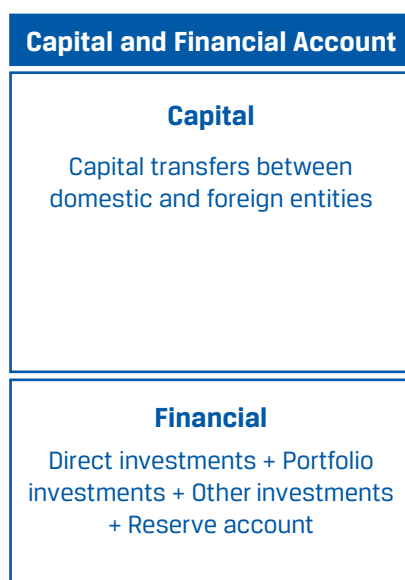 Capital and Financial Account
Capital
Capital transfers between
domestic and foreign entities
Financial
Direct investments + Portfolio
investments + Other investments
+ Reserve account